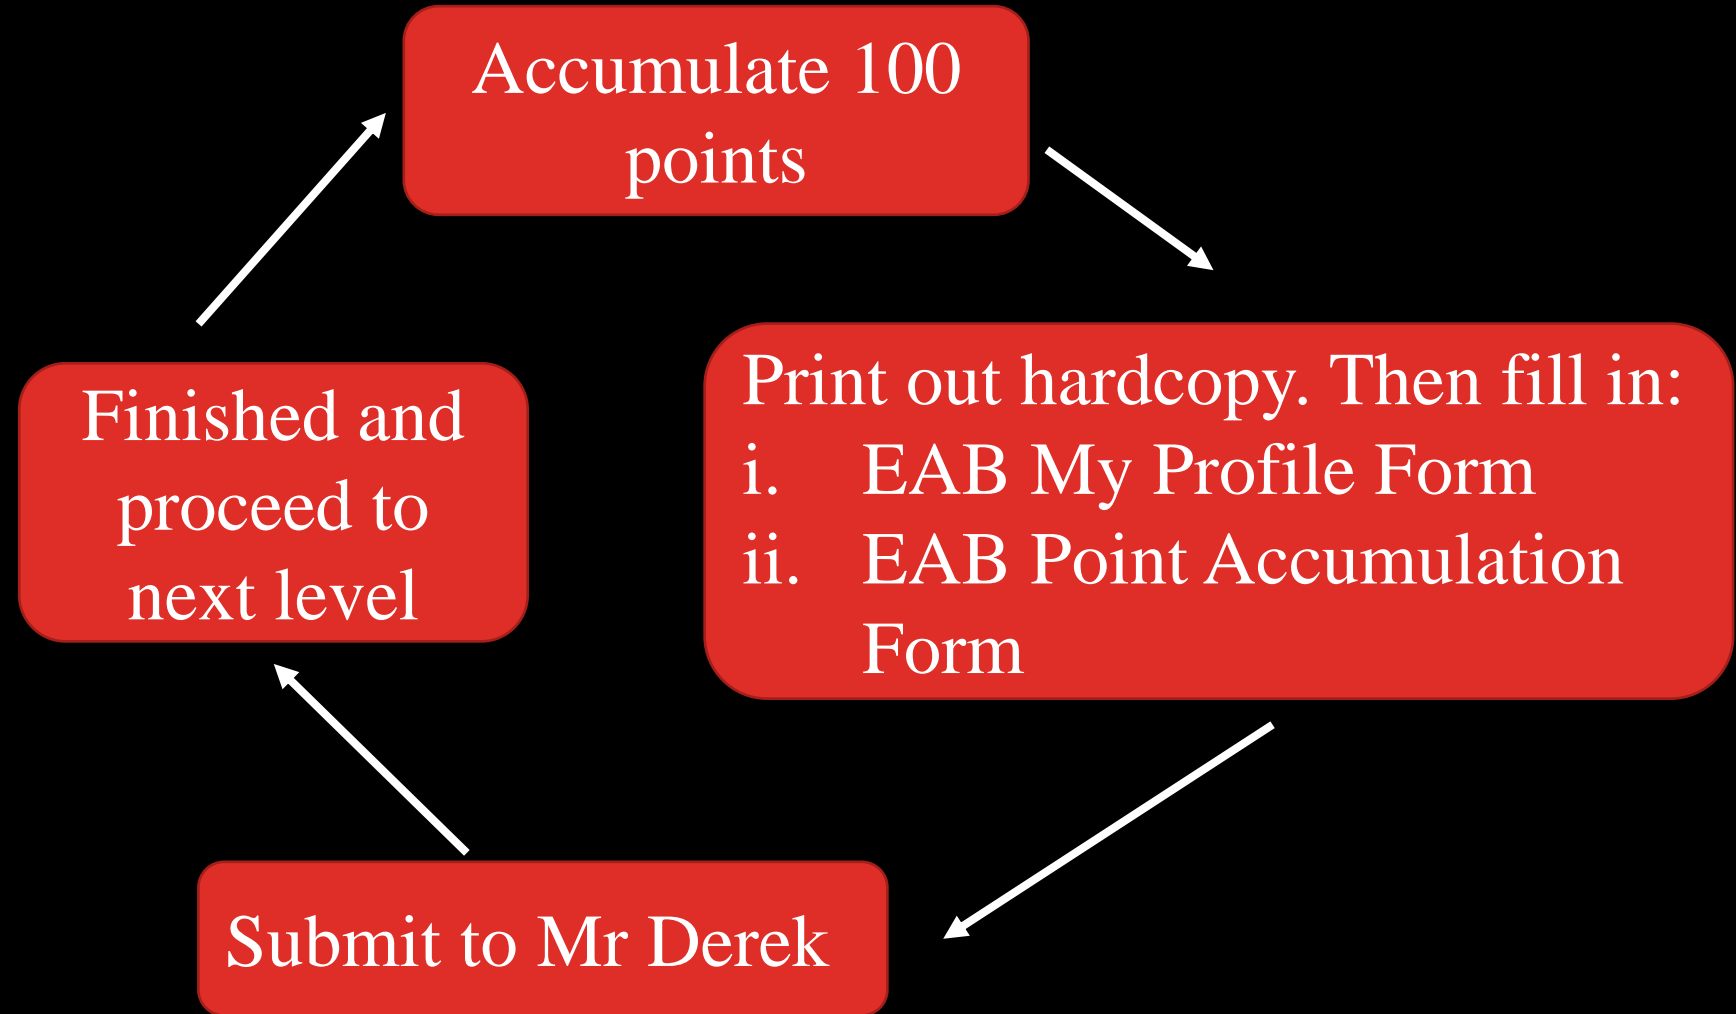 Accumulate 100
points
Print out hardcopy. Then fill in:
i. EAB My Profile Form
ii. EAB Point Accumulation
Form
Finished and
proceed to
next level
Submit to Mr Derek